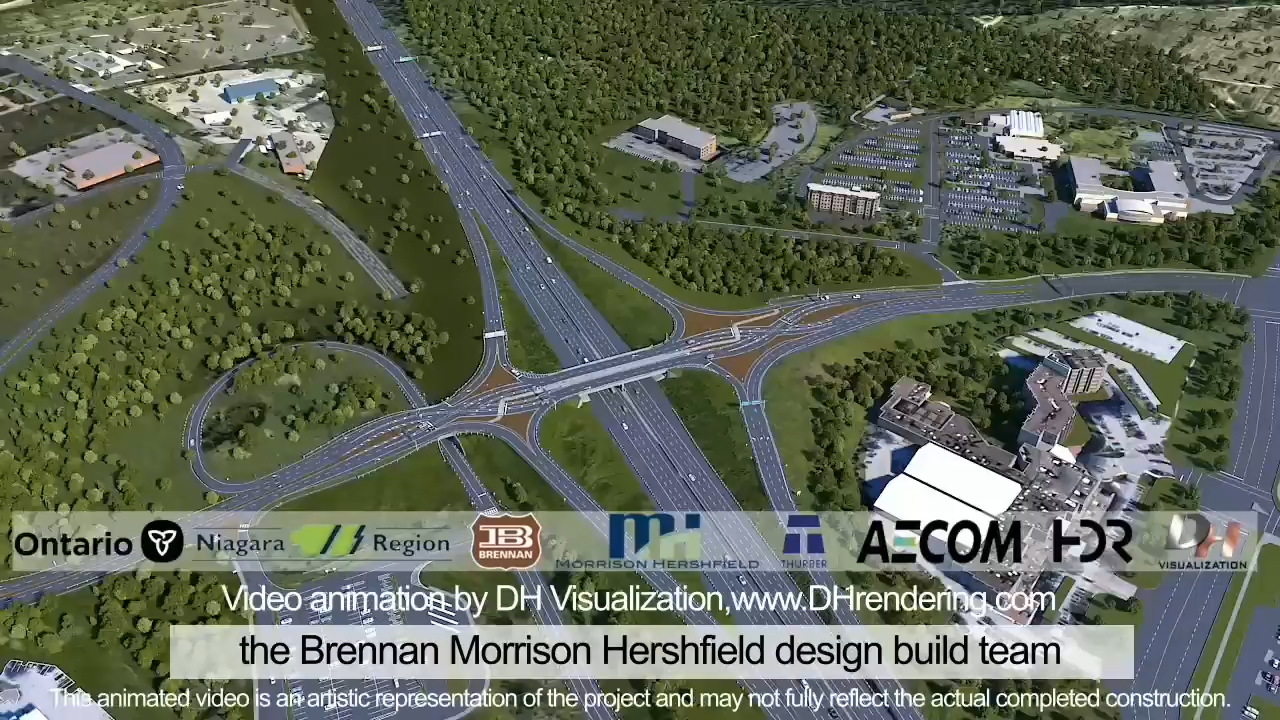 Ontario Niagara Region BRENNAN MORRISON HERSHFIELD THURBER AECOM HDR DH VISUALIZATION
Video animation by DH Visualization,www.DHrendering.com
the Brennan Morrison Hershfield design build team
This animated video is an artistic representation of the project and may not fully reflect the actual completed construction.